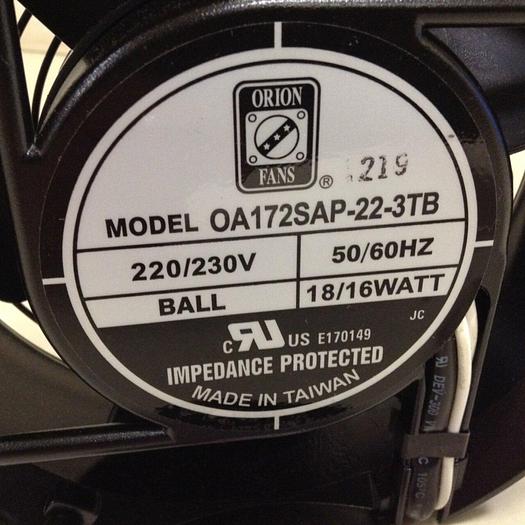 ORION
FANS
®
1219
MODEL OA172SAP-22-3TB
220/230V
50/60HZ
BALL
18/16WATT
JC
c RU US E170149
IMPEDANCE PROTECTED
MADE IN TAIWAN